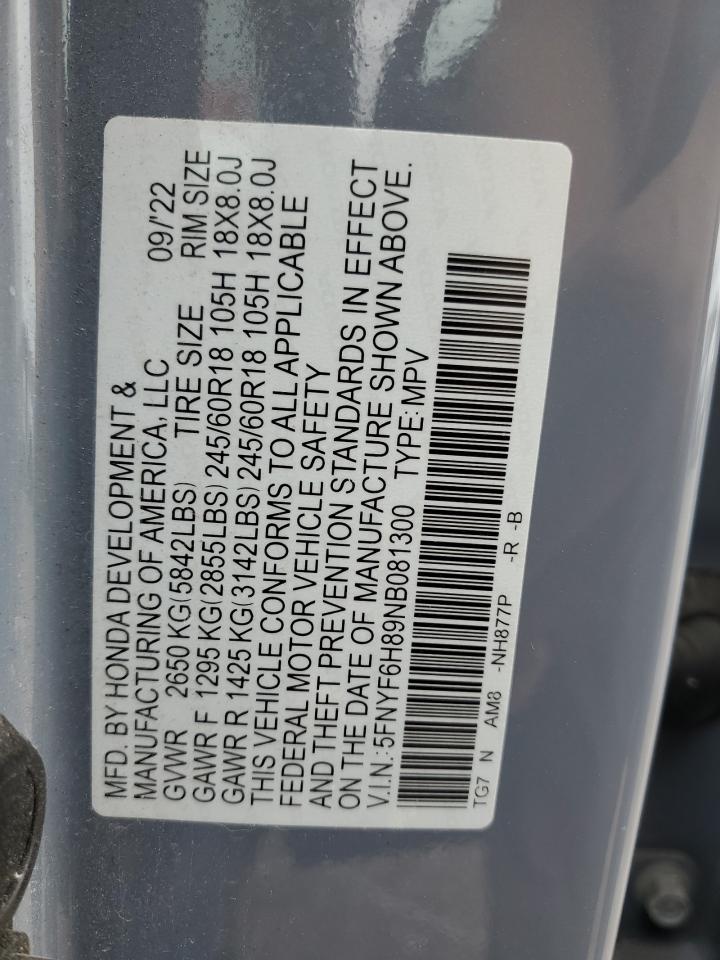 MFD. BY HONDA DEVELOPMENT &
MANUFACTURING OF AMERICA, LLC 09/'22
GVWR 2650 KG(5842LBS) TIRE SIZE RIM SIZE
GAWR F 1295 KG(2855LBS) 245/60R18 105H 18X8.0J
GAWR R 1425 KG(3142LBS) 245/60R18 105H 18X8.0J
THIS VEHICLE CONFORMS TO ALL APPLICABLE
FEDERAL MOTOR VEHICLE SAFETY
AND THEFT PREVENTION STANDARDS IN EFFECT
ON THE DATE OF MANUFACTURE SHOWN ABOVE.
V.I.N.: 5FNYF6H89NB081300 TYPE: MPV
TG7 N AM8 -NH877P -R -B